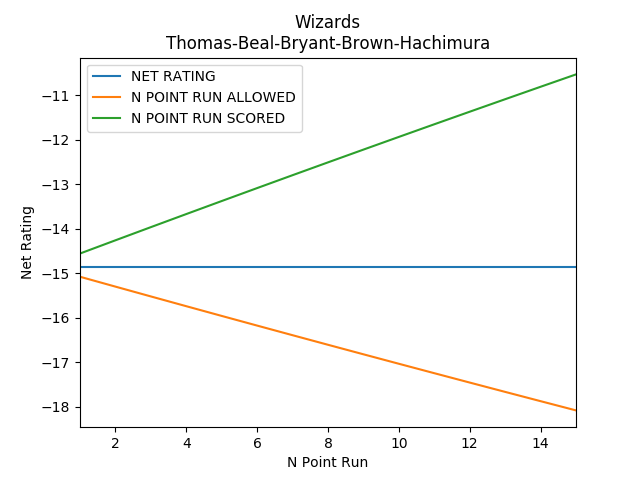 Wizards
Thomas-Beal-Bryant-Brown-Hachimura
NET RATING
N POINT RUN ALLOWED
N POINT RUN SCORED
−11
−12
−13
−14
−15
−16
−17
−18
Net Rating
2 4 6 8 10 12 14
N Point Run